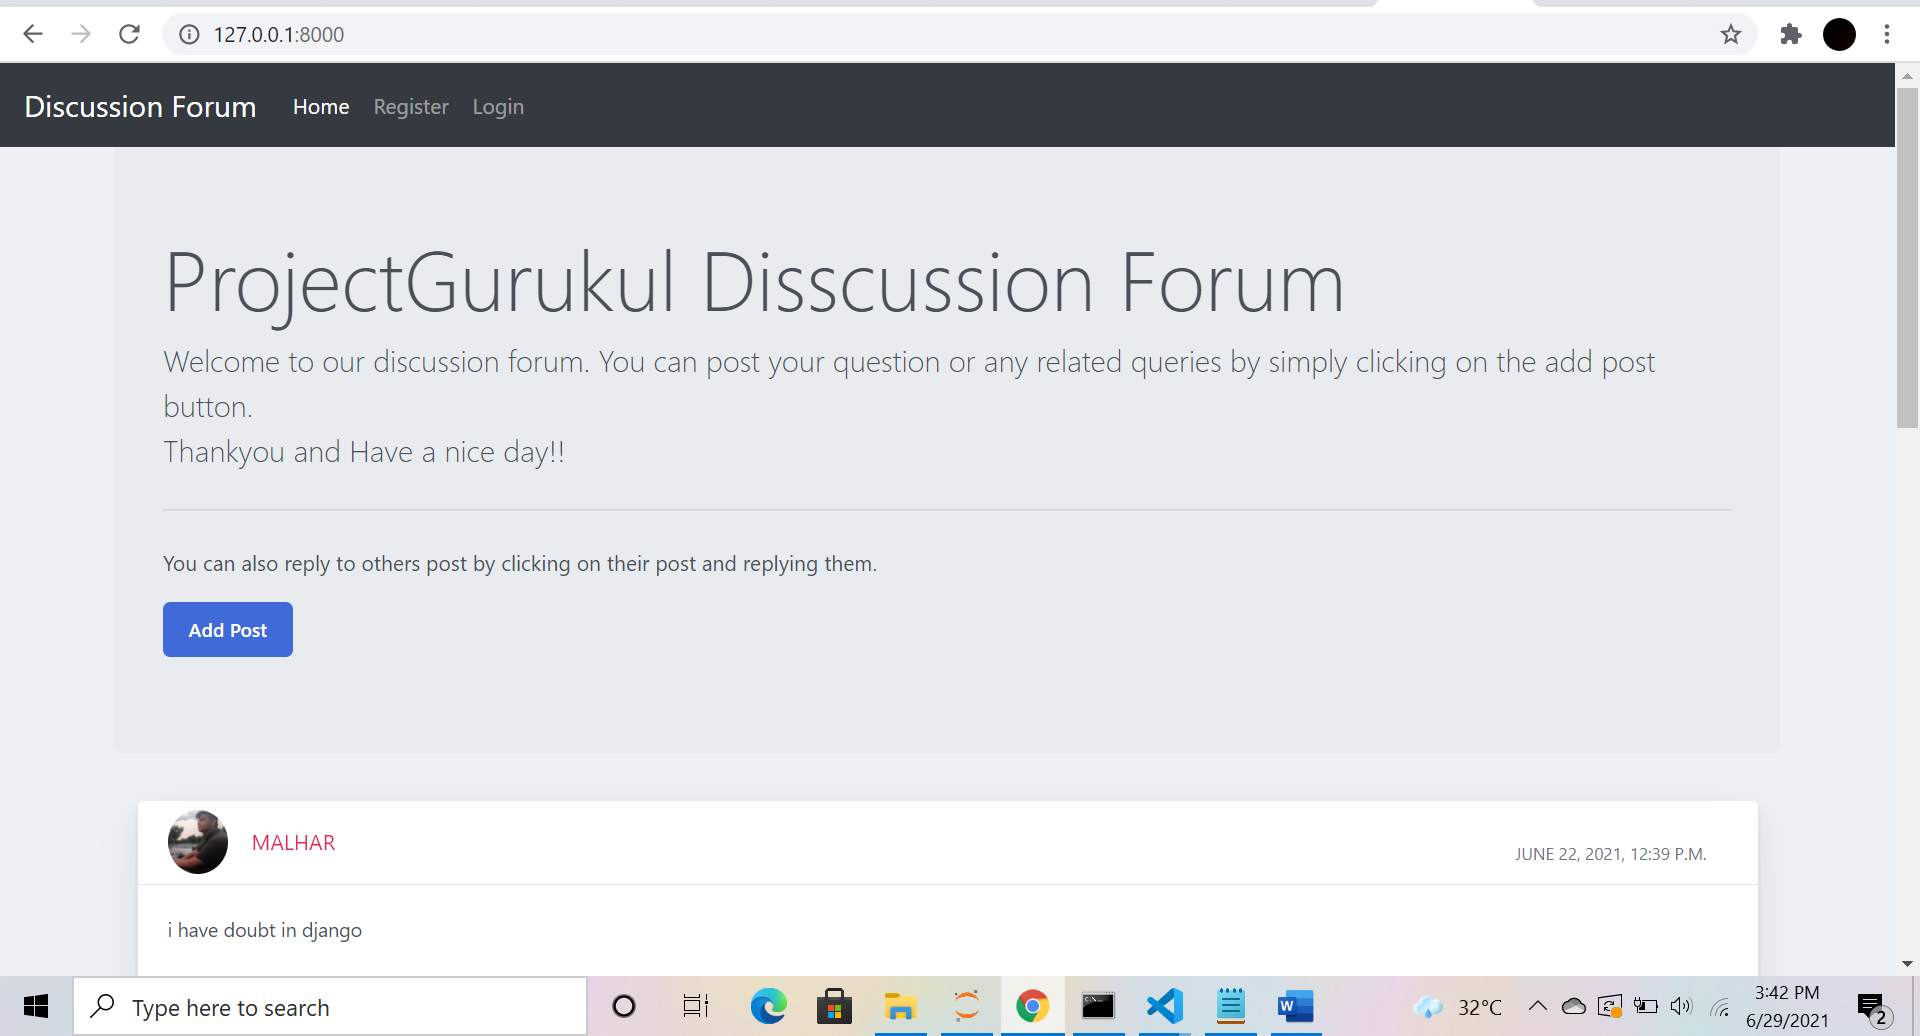 127.0.0.1:8000
Discussion Forum Home Register Login
ProjectGurukul Disscussion Forum
Welcome to our discussion forum. You can post your question or any related queries by simply clicking on the add post
button.
Thankyou and Have a nice day!!
You can also reply to others post by clicking on their post and replying them.
Add Post
MALHAR
JUNE 22, 2021, 12:39 P.M.
i have doubt in django
Type here to search
32°C
3:42 PM
6/29/2021
2